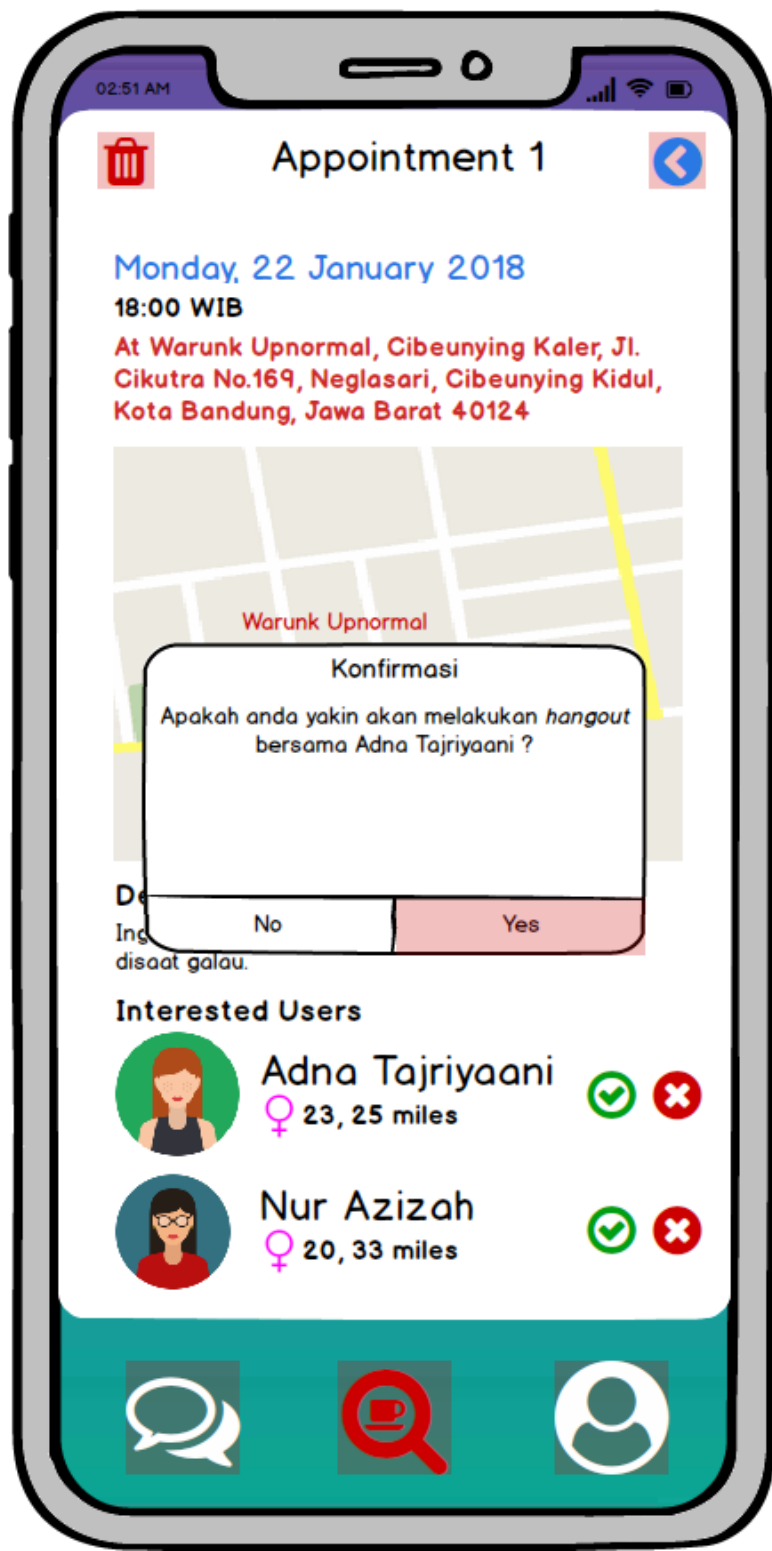 02:51 AM
Appointment 1
Monday, 22 January 2018
18:00 WIB
At Warunk Upnormal, Cibeunying Kaler, Jl.
Cikutra No.169, Neglasari, Cibeunying Kidul,
Kota Bandung, Jawa Barat 40124
Warunk Upnormal
Konfirmasi
Apakah anda yakin akan melakukan hangout
bersama Adna Tajriyaani ?
No
Yes
disaat galau.
Interested Users
Adna Tajriyaani
23, 25 miles
Nur Azizah
20, 33 miles